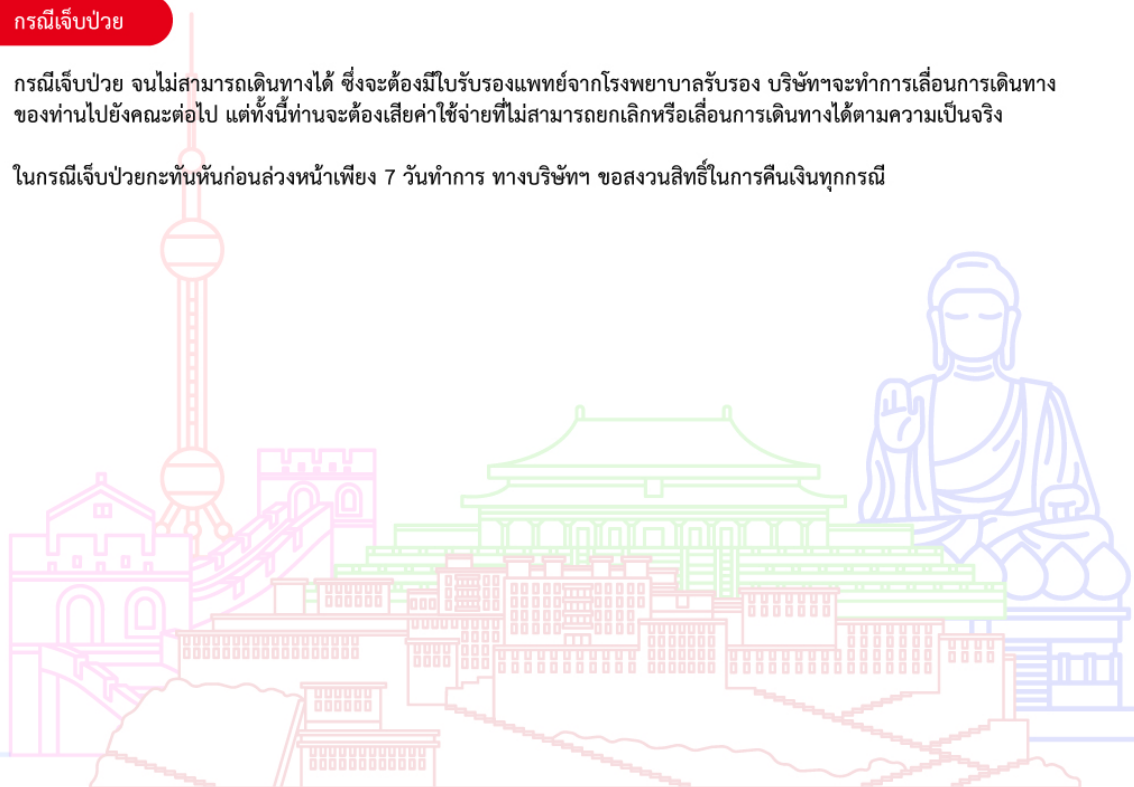 กรณีเจ็บป่วย
กรณีเจ็บป่วย จนไม่สามารถเดินทางได้ ซึ่งจะต้องมีใบรับรองแพทย์จากโรงพยาบาลรับรอง บริษัทฯจะทำการเลื่อนการเดินทาง
ของท่านไปยังคณะต่อไป แต่ทั้งนี้ท่านจะต้องเสียค่าใช้จ่ายที่ไม่สามารถยกเลิกหรือเลื่อนการเดินทางได้ตามความเป็นจริง
ในกรณีเจ็บป่วยกะทันหันก่อนล่วงหน้าเพียง 7 วันทำการ ทางบริษัทฯ ขอสงวนสิทธิ์ในการคืนเงินทุกกรณี